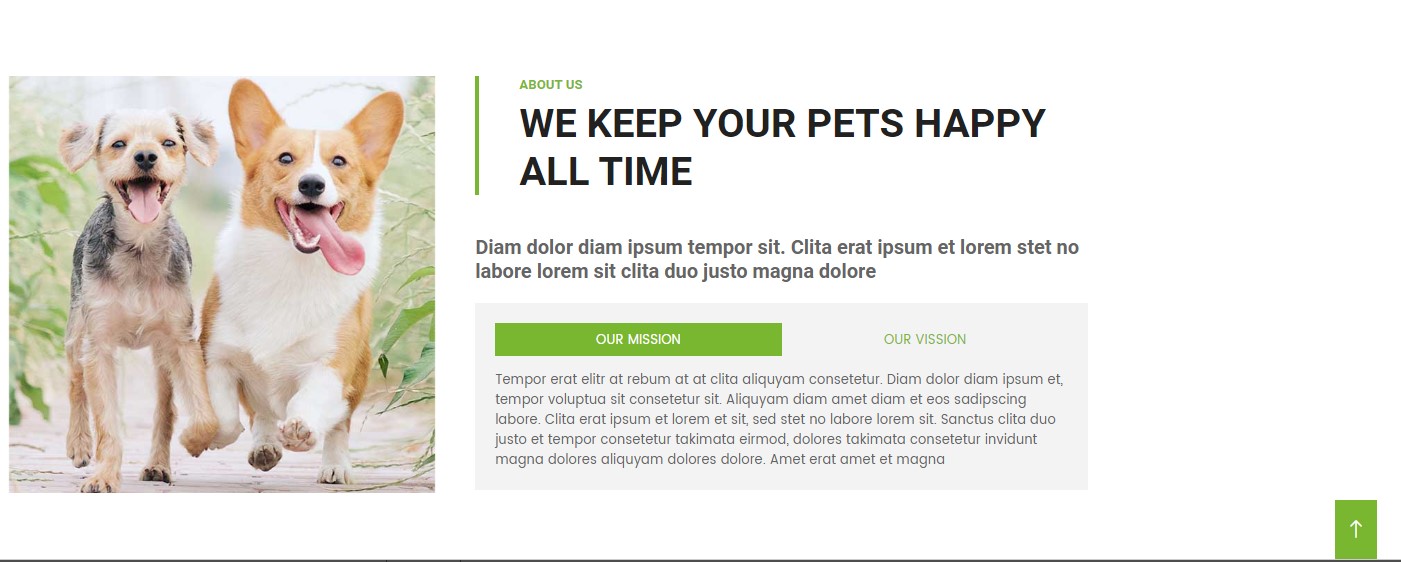 ABOUT US
WE KEEP YOUR PETS HAPPY
ALL TIME
Diam dolor diam ipsum tempor sit. Clita erat ipsum et lorem stet no
labore lorem sit clita duo justo magna dolore
OUR MISSION
OUR VISSION
Tempor erat elitr at rebum at at clita aliquyam consetetur. Diam dolor diam ipsum et,
tempor voluptua sit consetetur sit. Aliquyam diam amet diam et eos sadipscing
labore. Clita erat ipsum et lorem et sit, sed stet no labore lorem sit. Sanctus clita duo
justo et tempor consetetur takimata eirmod, dolores takimata consetetur invidunt
magna dolores aliquyam dolores dolore. Amet erat amet et magna